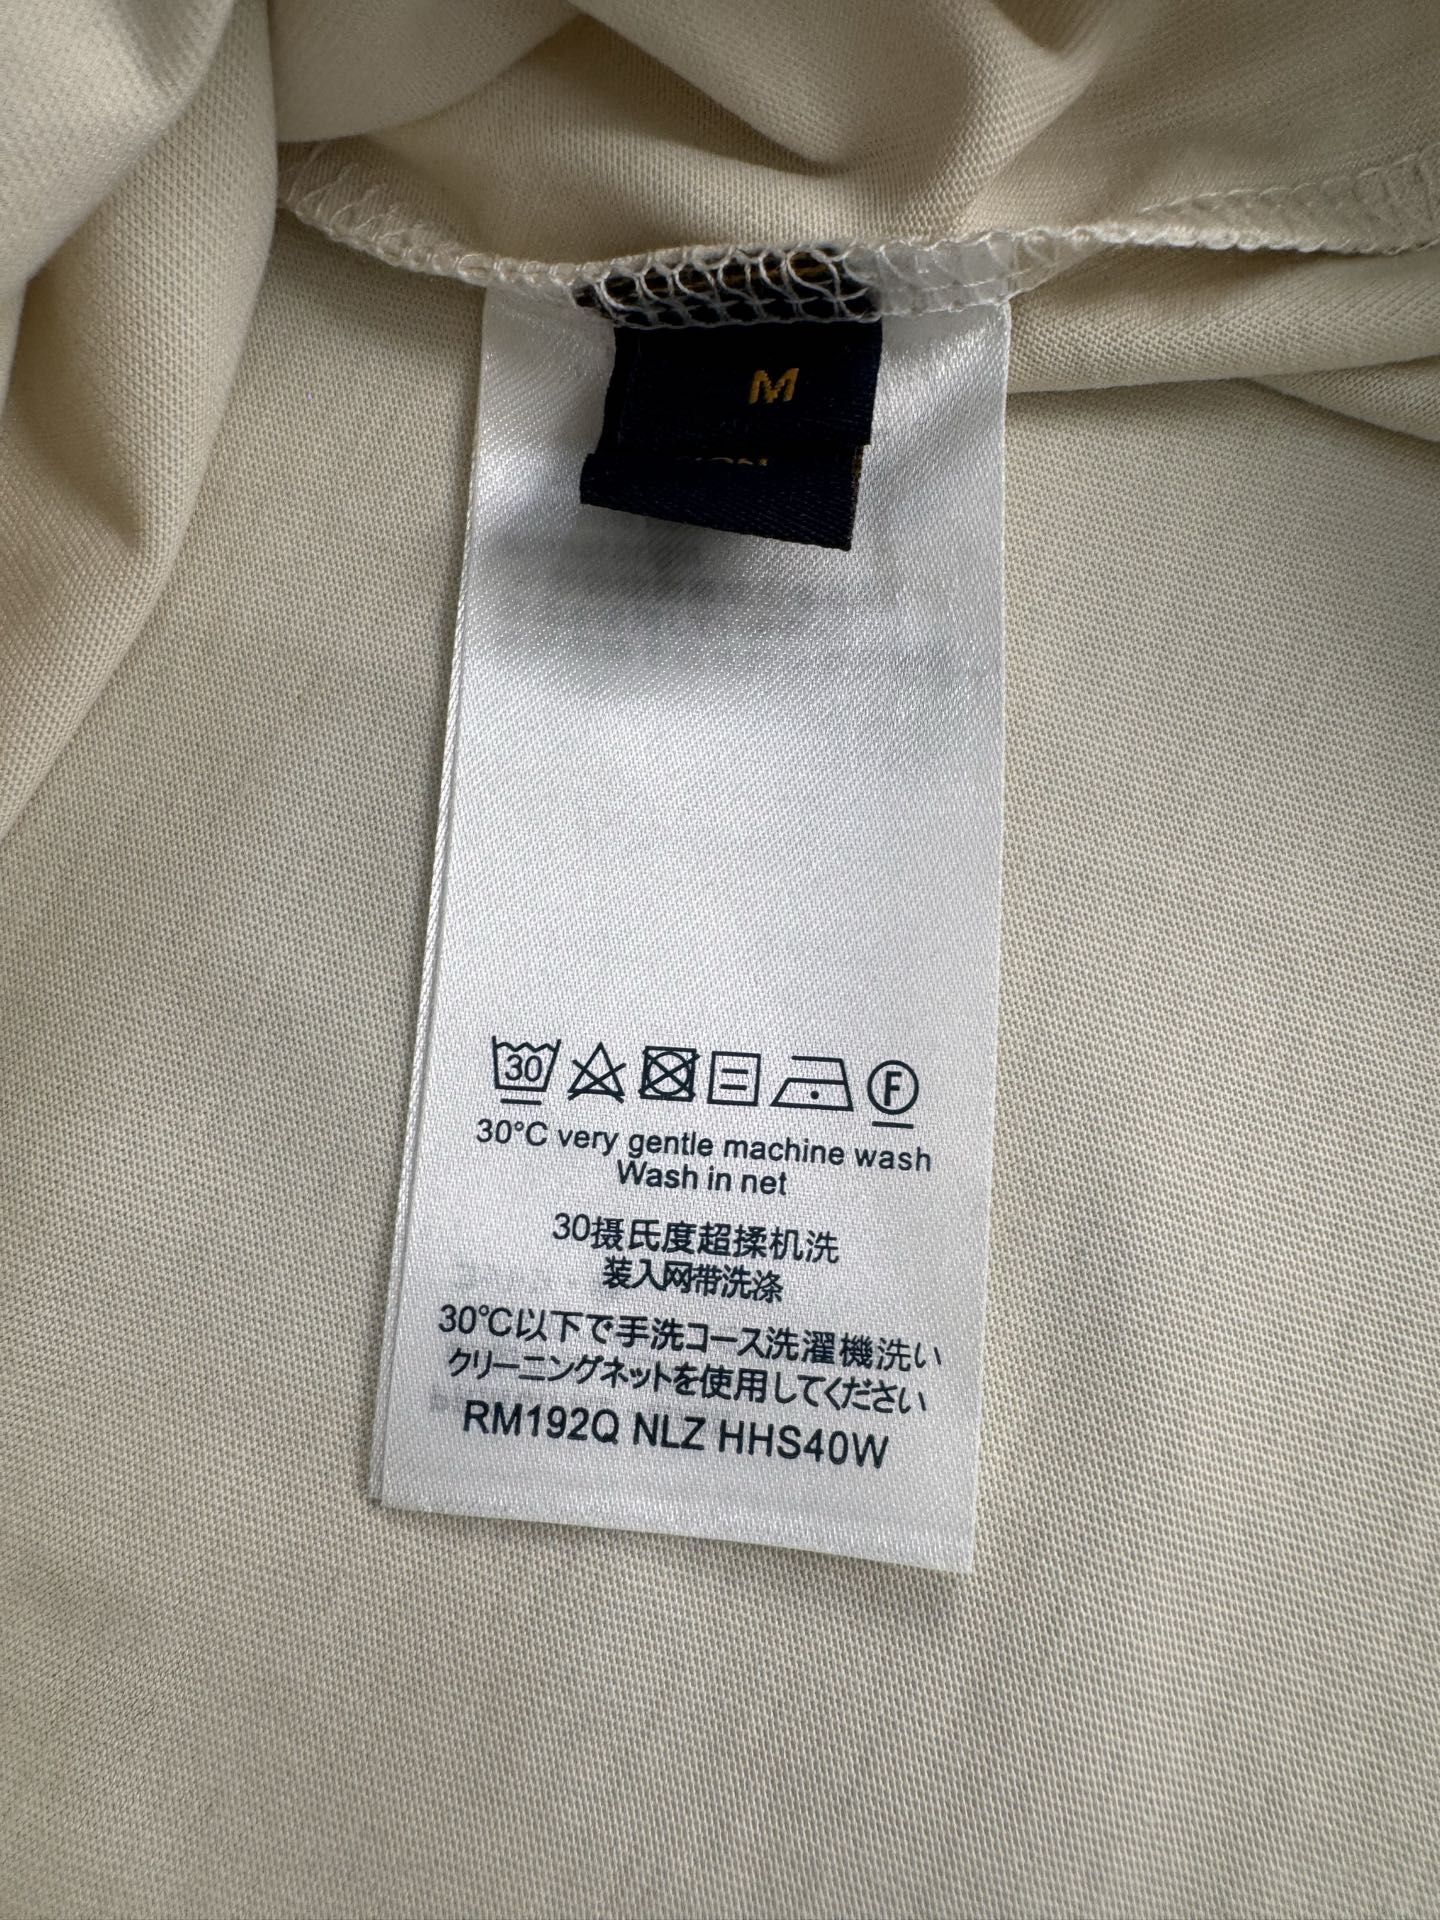 M
30
F
30°C very gentle machine wash
Wash in net
30摄氏度超揉机洗
装入网带洗涤
30℃以下で手洗コース洗濯機洗い
クリーニングネットを使用してください
RM192Q NLZ HHS40W